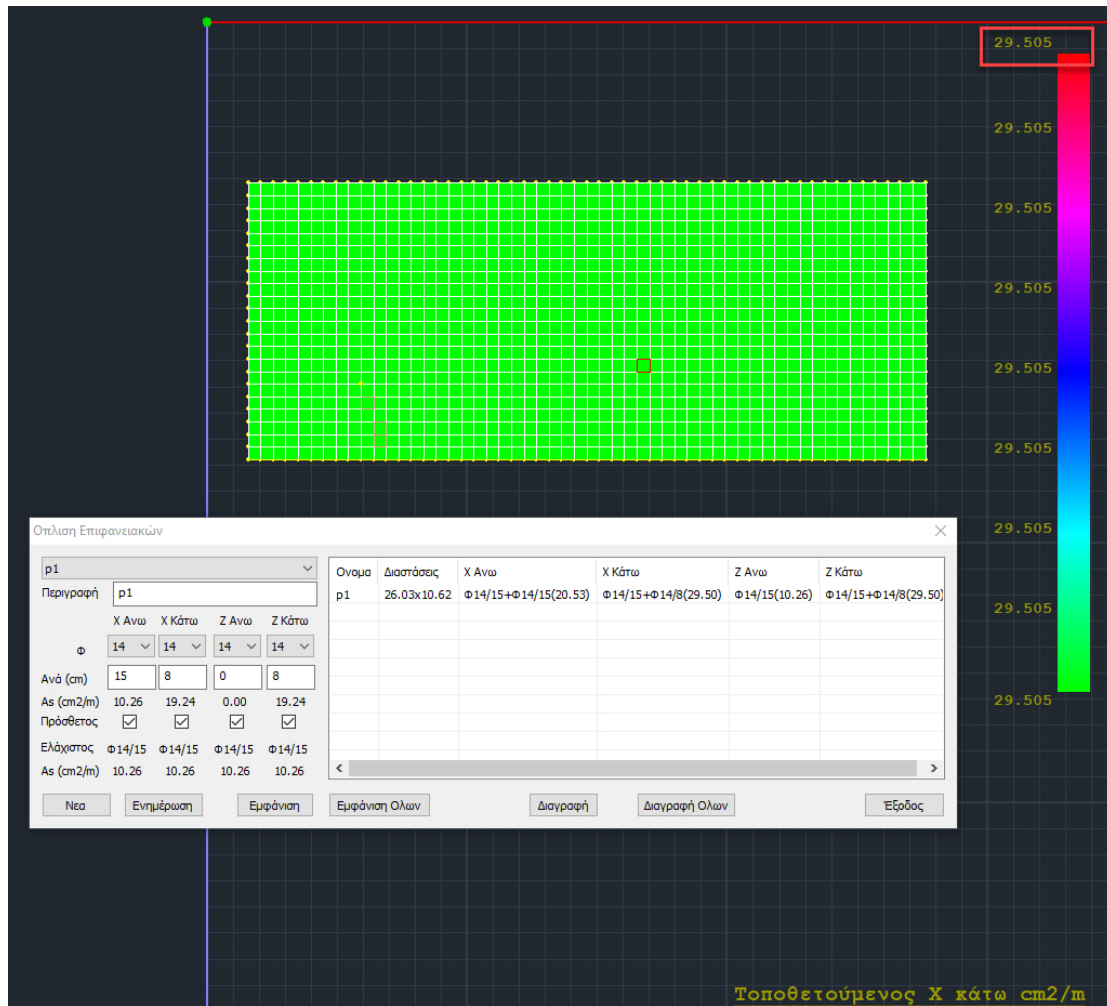 29.505
29.505
29.505
29.505
29.505
29.505
29.505
29.505
29.505
Οπλιση Επιφανειακών
p1
Περιγραφή p1
Χ Ανω Χ Κάτω Ζ Ανω Ζ Κάτω
Φ 14 14 14 14
Ανά (cm) 15 8 0 8
As (cm2/m) 10.26 19.24 0.00 19.24
Πρόσθετος
Ελάχιστος Φ14/15 Φ14/15 Φ14/15 Φ14/15
As (cm2/m) 10.26 10.26 10.26 10.26
Ονομα Διαστάσεις Χ Ανω Χ Κάτω Ζ Ανω Ζ Κάτω
p1 26.03x10.62 Φ14/15+Φ14/15(20.53) Φ14/15+Φ14/8(29.50) Φ14/15(10.26) Φ14/15+Φ14/8(29.50)
Νεα Ενημέρωση Εμφάνιση Εμφάνιση Ολων Διαγραφή Διαγραφή Ολων Έξοδος
Τοποθετούμενος Χ κάτω cm2/m